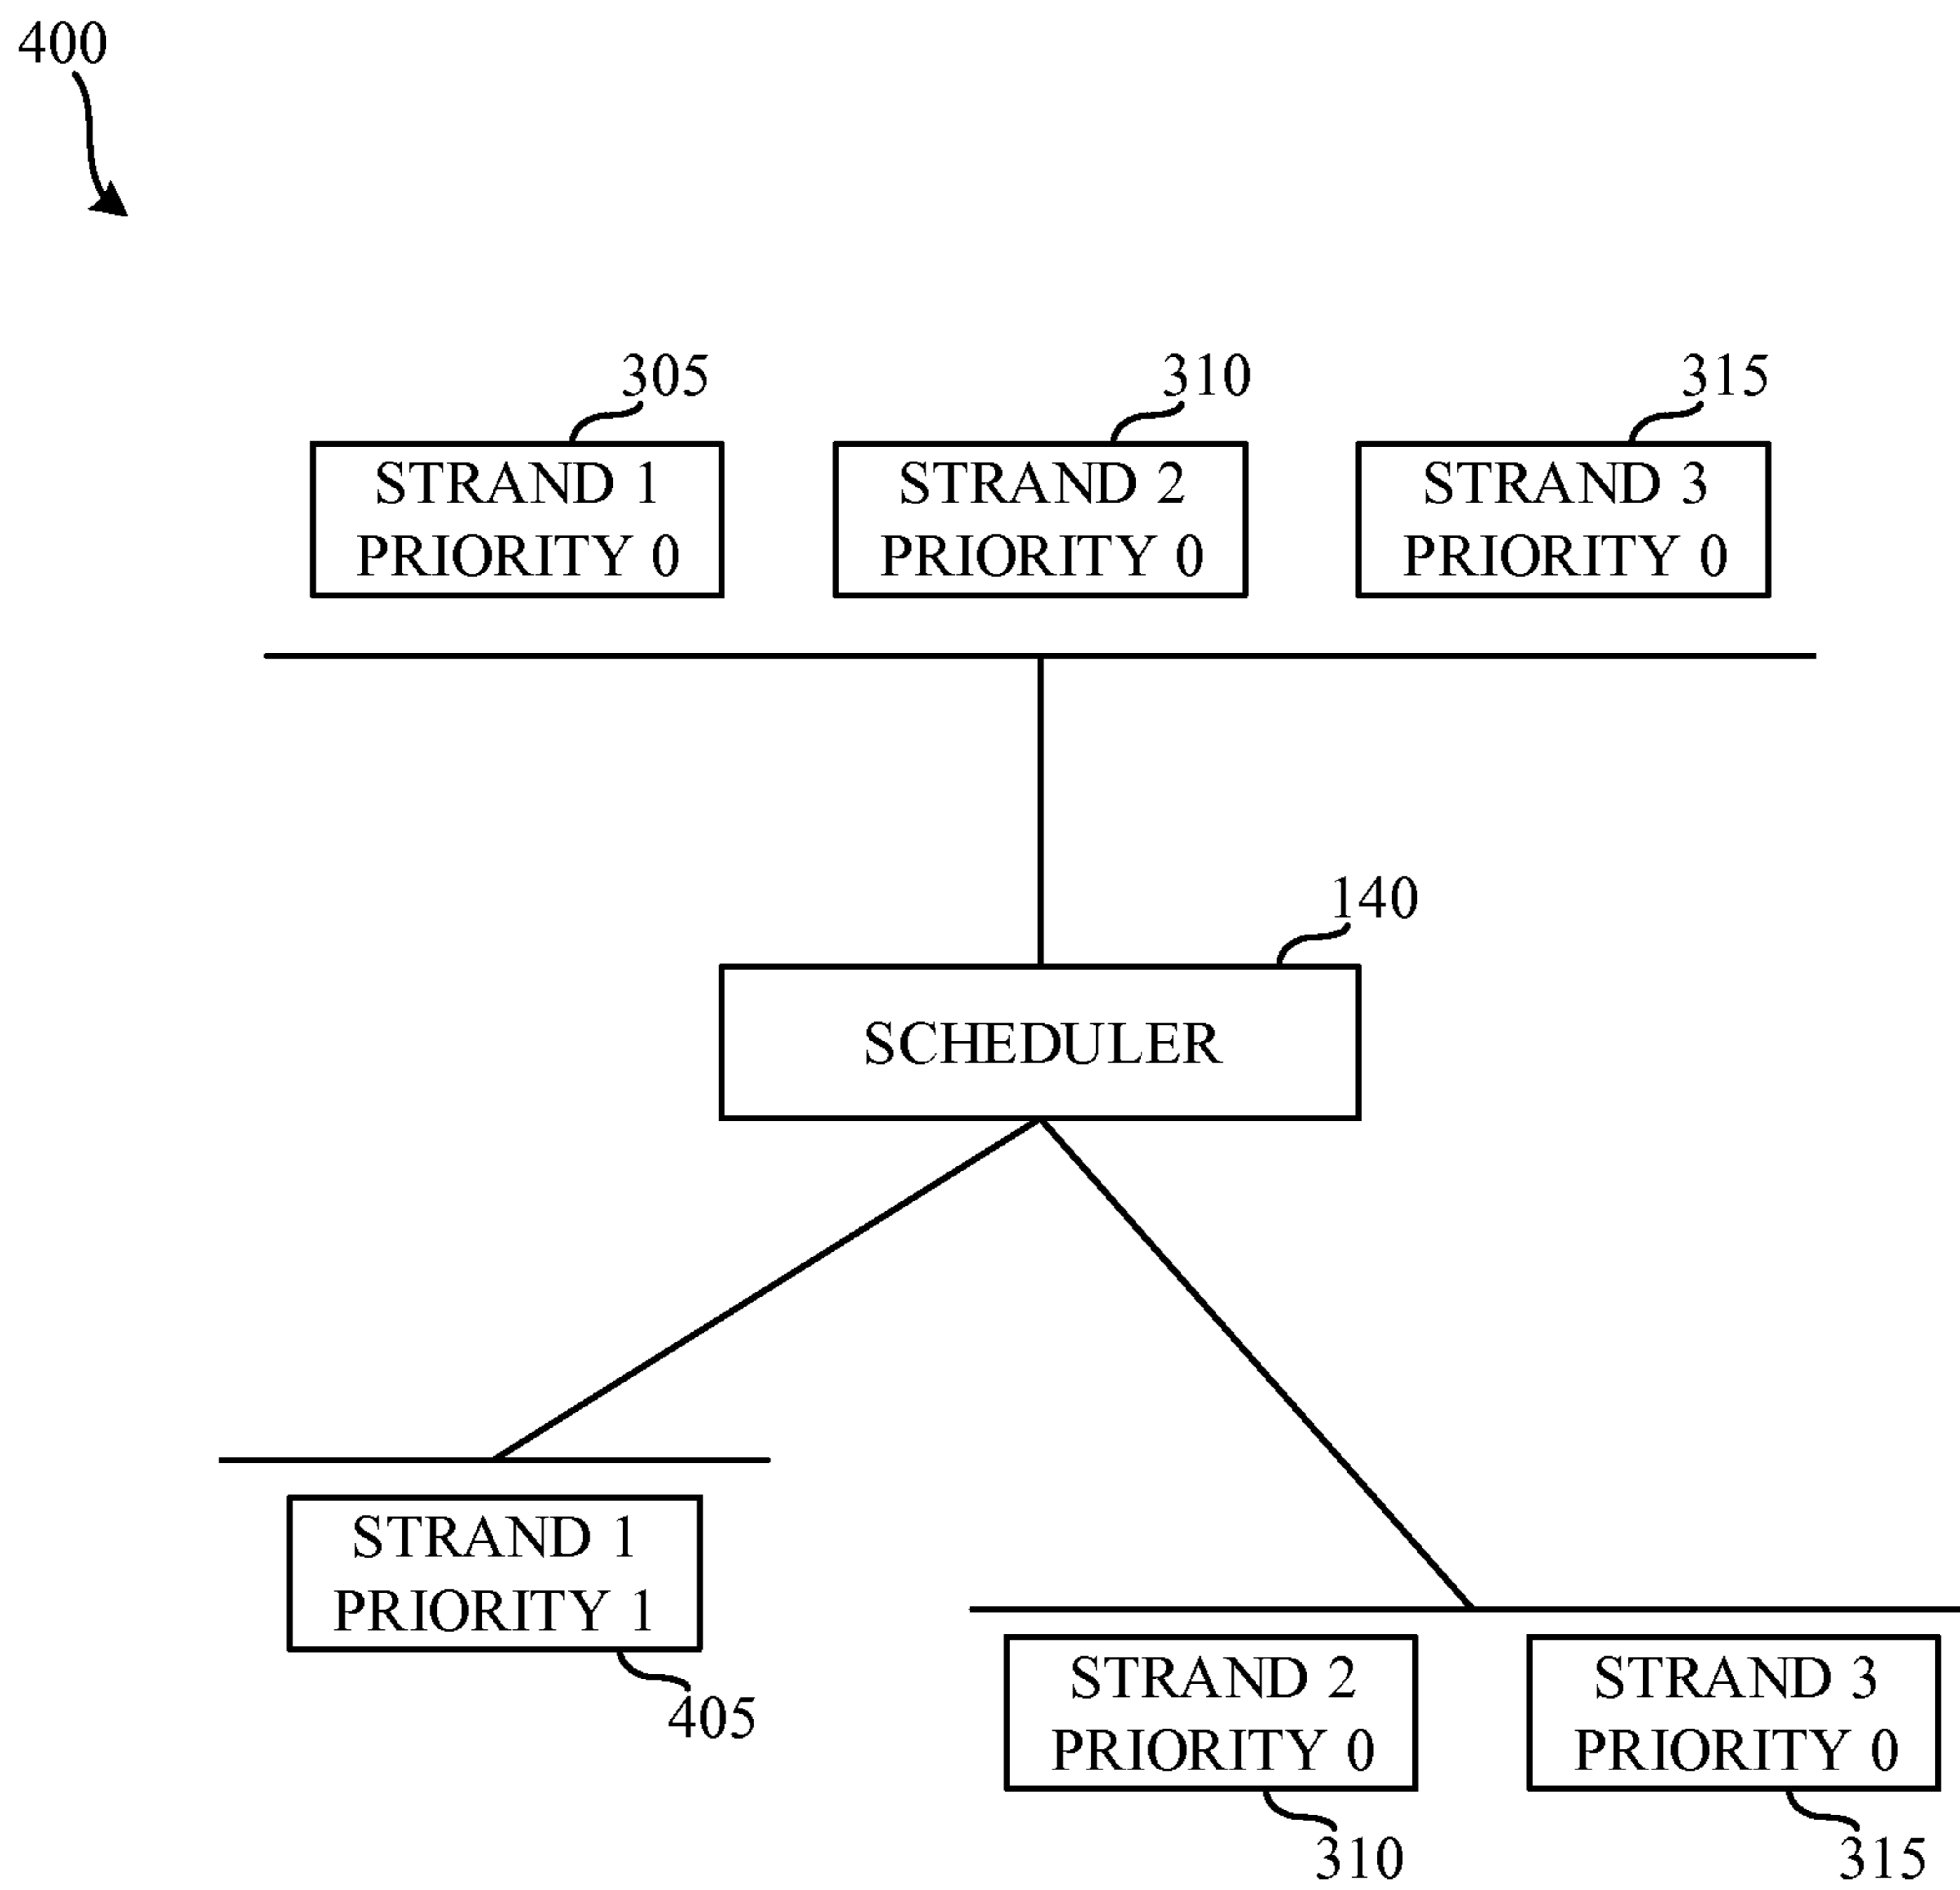 400
305
310
315
STRAND 1
PRIORITY 0
STRAND 2
PRIORITY 0
STRAND 3
PRIORITY 0
140
SCHEDULER
STRAND 1
PRIORITY 1
405
STRAND 2
PRIORITY 0
STRAND 3
PRIORITY 0
310
315